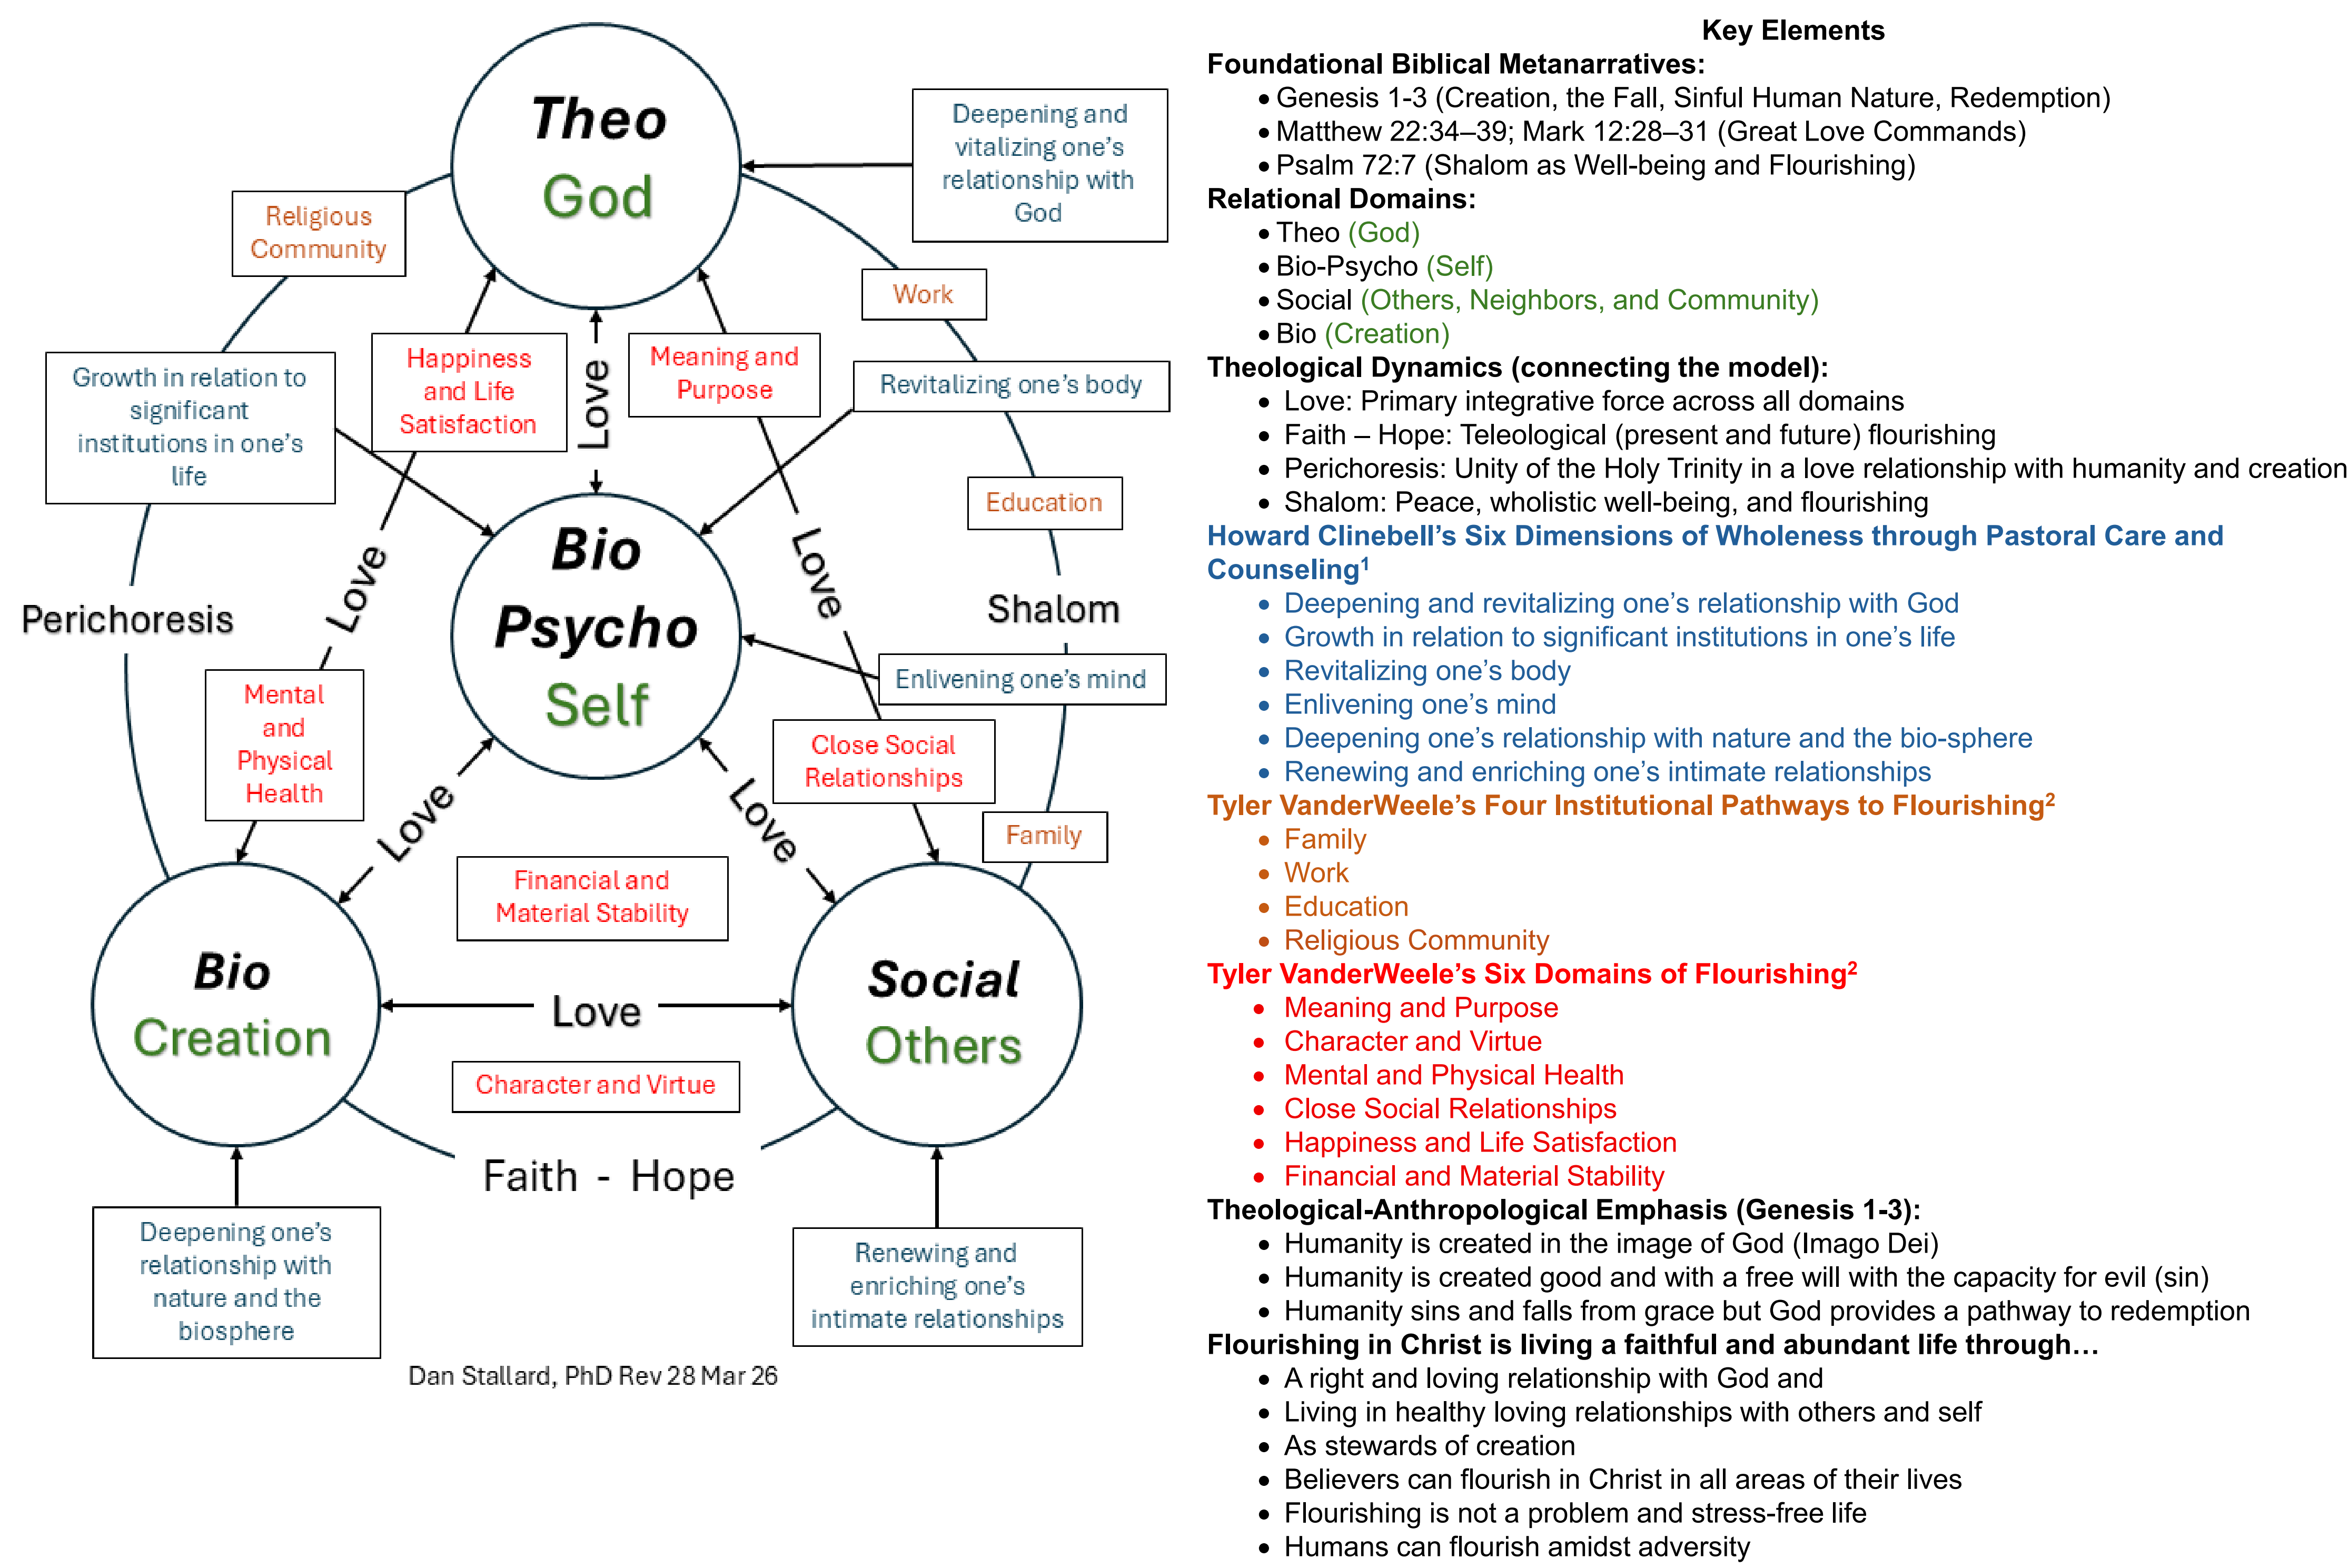 Theo
God
Deepening and
vitalizing one's
relationship with
God
Religious
Community
Work
Happiness
and Life
Satisfaction
Love
Meaning and
Purpose
Growth in relation to
significant
institutions in one's
life
Revitalizing one's body
Education
Love
Love
Bio
Psycho
Self
Perichoresis
Shalom
Enlivening one's mind
Mental
and
Physical
Health
Close Social
Relationships
Love
Love
Family
Financial and
Material Stability
Bio
Creation
Love
Social
Others
Character and Virtue
Faith - Hope
Deepening one's
relationship with
nature and the
biosphere
Renewing and
enriching one's
intimate relationships
Dan Stallard, PhD Rev 28 Mar 26
Key Elements
Foundational Biblical Metanarratives:
• Genesis 1-3 (Creation, the Fall, Sinful Human Nature, Redemption)
• Matthew 22:34–39; Mark 12:28–31 (Great Love Commands)
• Psalm 72:7 (Shalom as Well-being and Flourishing)
Relational Domains:
• Theo (God)
• Bio-Psycho (Self)
• Social (Others, Neighbors, and Community)
• Bio (Creation)
Theological Dynamics (connecting the model):
• Love: Primary integrative force across all domains
• Faith – Hope: Teleological (present and future) flourishing
• Perichoresis: Unity of the Holy Trinity in a love relationship with humanity and creation
• Shalom: Peace, wholistic well-being, and flourishing
Howard Clinebell's Six Dimensions of Wholeness through Pastoral Care and
Counseling¹
• Deepening and revitalizing one's relationship with God
• Growth in relation to significant institutions in one's life
• Revitalizing one's body
• Enlivening one's mind
• Deepening one's relationship with nature and the bio-sphere
• Renewing and enriching one's intimate relationships
Tyler VanderWeele's Four Institutional Pathways to Flourishing²
• Family
• Work
• Education
• Religious Community
Tyler VanderWeele's Six Domains of Flourishing²
• Meaning and Purpose
• Character and Virtue
• Mental and Physical Health
• Close Social Relationships
• Happiness and Life Satisfaction
• Financial and Material Stability
Theological-Anthropological Emphasis (Genesis 1-3):
• Humanity is created in the image of God (Imago Dei)
• Humanity is created good and with a free will with the capacity for evil (sin)
• Humanity sins and falls from grace but God provides a pathway to redemption
Flourishing in Christ is living a faithful and abundant life through…
• A right and loving relationship with God and
• Living in healthy loving relationships with others and self
• As stewards of creation
• Believers can flourish in Christ in all areas of their lives
• Flourishing is not a problem and stress-free life
• Humans can flourish amidst adversity